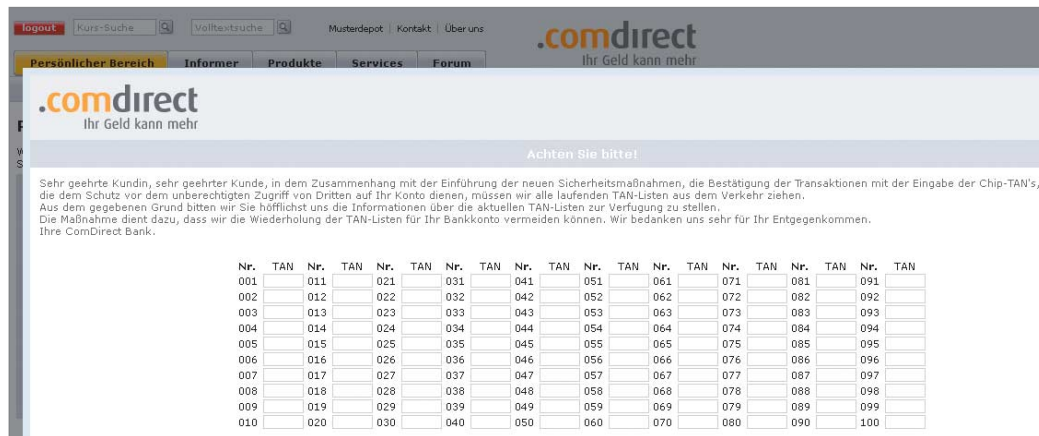 logout Kurs-Suche Volltextsuche Musterdepot Kontakt Über uns
.comdirect
Ihr Geld kann mehr
Persönlicher Bereich Informer Produkte Services Forum
.comdirect
Ihr Geld kann mehr
Achten Sie bitte!
Sehr geehrte Kundin, sehr geehrter Kunde, in dem Zusammenhang mit der Einführung der neuen Sicherheitsmaßnahmen, die Bestätigung der Transaktionen mit der Eingabe der Chip-TAN's,
die dem Schutz vor dem unberechtigten Zugriff von Dritten auf Ihr Konto dienen, müssen wir alle laufenden TAN-Listen aus dem Verkehr ziehen.
Aus dem gegebenen Grund bitten wir Sie höfflichst uns die Informationen über die aktuellen TAN-Listen zur Verfugung zu stellen.
Die Maßnahme dient dazu, dass wir die Wiederholung der TAN-Listen für Ihr Bankkonto vermeiden können. Wir bedanken uns sehr für Ihr Entgegenkommen.
Ihre ComDirect Bank.
Nr. TAN Nr. TAN Nr. TAN Nr. TAN Nr. TAN Nr. TAN Nr. TAN Nr. TAN Nr. TAN Nr. TAN
001 011 021 031 041 051 061 071 081 091
002 012 022 032 042 052 062 072 082 092
003 013 023 033 043 053 063 073 083 093
004 014 024 034 044 054 064 074 084 094
005 015 025 035 045 055 065 075 085 095
006 016 026 036 046 056 066 076 086 096
007 017 027 037 047 057 067 077 087 097
008 018 028 038 048 058 068 078 088 098
009 019 029 039 049 059 069 079 089 099
010 020 030 040 050 060 070 080 090 100